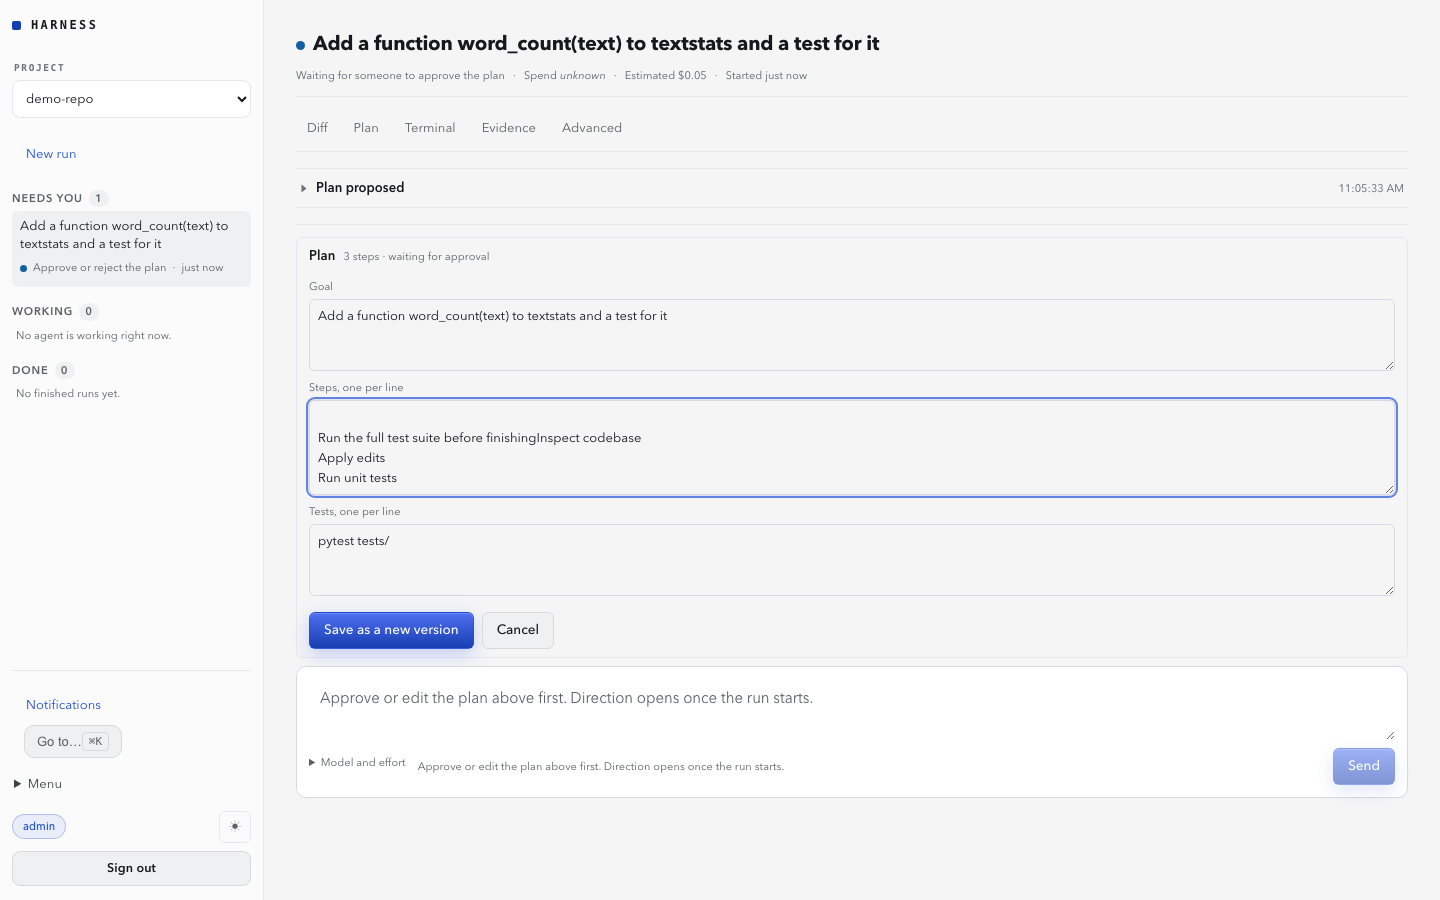 HARNESS
PROJECT
demo-repo
New run
NEEDS YOU 1
Add a function word_count(text) to
textstats and a test for it
Approve or reject the plan · just now
WORKING 0
No agent is working right now.
DONE 0
No finished runs yet.
Notifications
Go to... ⌘K
Menu
admin
Sign out
Add a function word_count(text) to textstats and a test for it
Waiting for someone to approve the plan · Spend unknown · Estimated $0.05 · Started just now
Diff Plan Terminal Evidence Advanced
Plan proposed 11:05:33 AM
Plan 3 steps · waiting for approval
Goal
Add a function word_count(text) to textstats and a test for it
Steps, one per line
Run the full test suite before finishingInspect codebase
Apply edits
Run unit tests
Tests, one per line
pytest tests/
Save as a new version Cancel
Approve or edit the plan above first. Direction opens once the run starts.
Model and effort Approve or edit the plan above first. Direction opens once the run starts.
Send